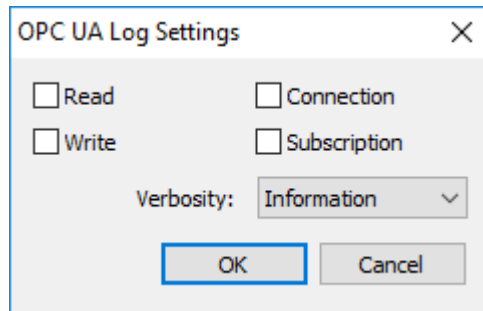 OPC UA Log Settings
Read Connection
Write Subscription
Verbosity: Information
OK Cancel